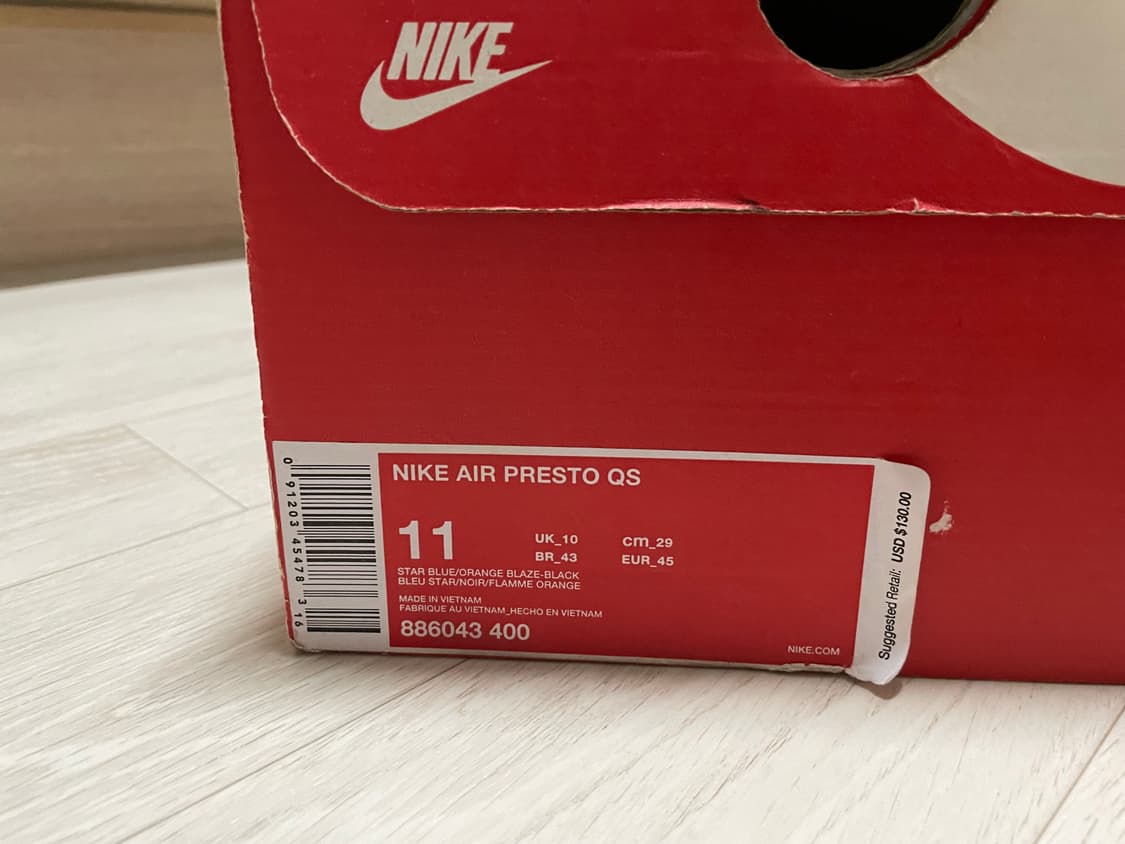 NIKE
NIKE AIR PRESTO QS
11
UK_10
cm_29
BR_43
EUR_45
STAR BLUE/ORANGE BLAZE-BLACK
BLEU STAR/NOIR/FLAMME ORANGE
MADE IN VIETNAM
FABRIQUE AU VIETNAM_HECHO EN VIETNAM
886043 400
NIKE.COM
0 91203 45478 3 16
Suggested Retail: USD $130.00